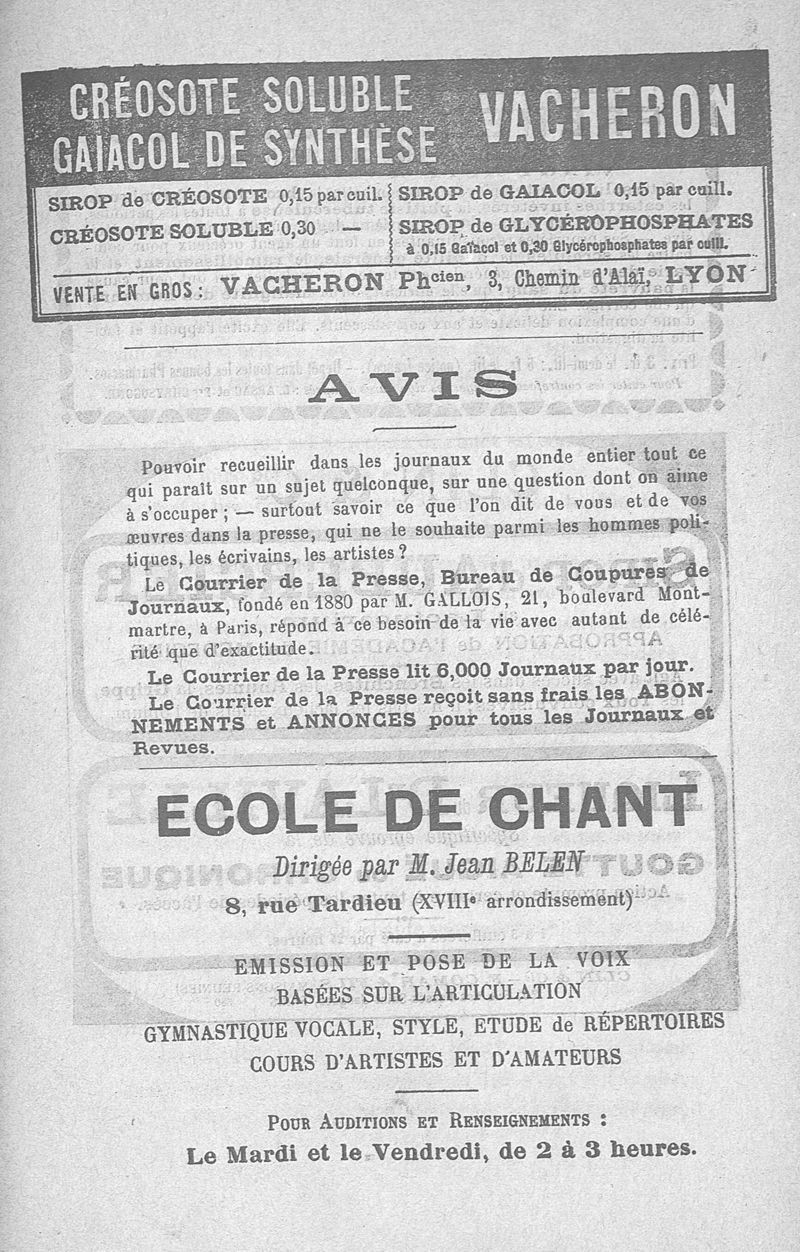 CRÉOSOTE SOLUBLE
GAIACOL DE SYNTHÈSE
VACHERON
SIROP de CRÉOSOTE 0,15 par cuil.
CRÉOSOTE SOLUBLE 0,30 —
SIROP de GAIACOL 0,15 par cuill.
SIROP de GLYCÉROPHOSPHATES
à 0,15 Gaïacol et 0,30 Glycérophosphates par cuill.
VENTE EN GROS: VACHERON Phcien, 3, Chemin d'Alaï, LYON
AVIS
Pouvoir recueillir dans les journaux du monde entier tout ce
qui paraît sur un sujet quelconque, sur une question dont on aime
à s'occuper; — surtout savoir ce que l'on dit de vous et de vos
œuvres dans la presse, qui ne le souhaite parmi les hommes poli-
tiques, les écrivains, les artistes?
Le Courrier de la Presse, Bureau de Coupures de
Journaux, fondé en 1880 par M. GALLOIS, 21, boulevard Mont-
martre, à Paris, répond à ce besoin de la vie avec autant de célé-
rité que d'exactitude.
Le Courrier de la Presse lit 6,000 Journaux par jour.
Le Courrier de la Presse reçoit sans frais les ABON-
NEMENTS et ANNONCES pour tous les Journaux et
Revues.
ECOLE DE CHANT
Dirigée par M. Jean BELEN
8, rue Tardieu (XVIIIe arrondissement)
EMISSION ET POSE DE LA VOIX
BASÉES SUR L'ARTICULATION
GYMNASTIQUE VOCALE, STYLE, ETUDE de RÉPERTOIRES
COURS D'ARTISTES ET D'AMATEURS
POUR AUDITIONS ET RENSEIGNEMENTS :
Le Mardi et le Vendredi, de 2 à 3 heures.